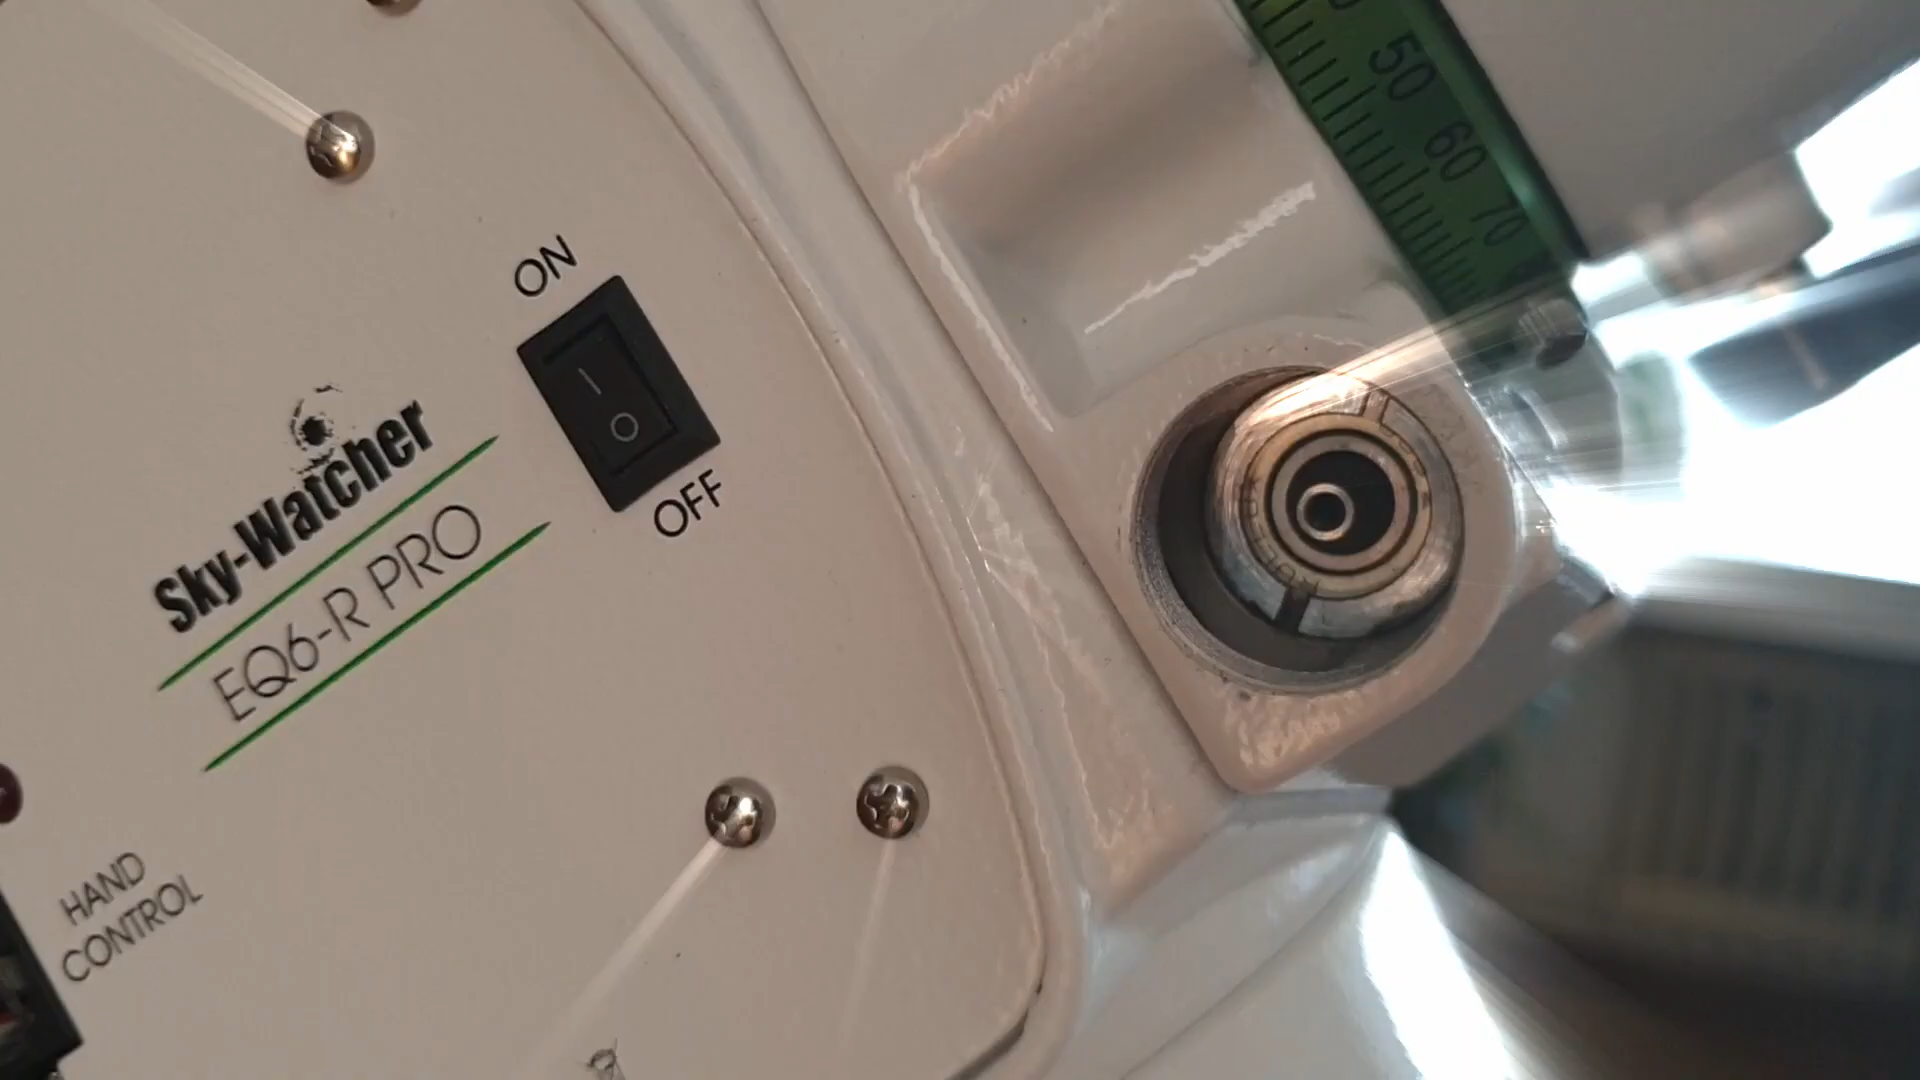 ON
OFF
Sky-Watcher
EQ6-R PRO
HAND
CONTROL
50
60
70